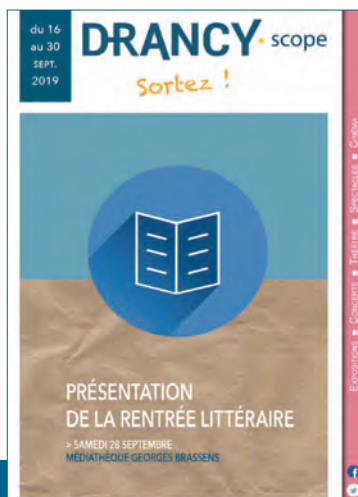 du 16
au 30
SEPT.
2019
DRANCY• scope
Sortez !
EXPOSITIONS ■ CONCERTS ■ THÉÂTRE ■ SPECTACLES ■ CINÉMA
PRÉSENTATION
DE LA RENTRÉE LITTÉRAIRE
> SAMEDI 28 SEPTEMBRE
MÉDIATHÈQUE GEORGES BRASSENS